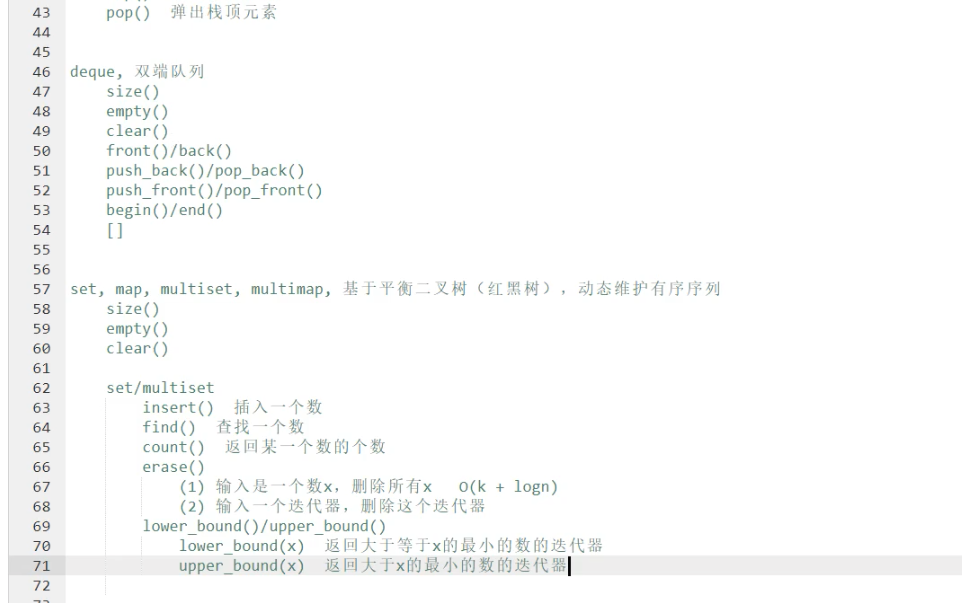 43 pop() 弹出栈顶元素
44
45
46 deque, 双端队列
47 size()
48 empty()
49 clear()
50 front()/back()
51 push_back()/pop_back()
52 push_front()/pop_front()
53 begin()/end()
54 []
55
56
57 set, map, multiset, multimap, 基于平衡二叉树（红黑树），动态维护有序序列
58 size()
59 empty()
60 clear()
61
62 set/multiset
63 insert() 插入一个数
64 find() 查找一个数
65 count() 返回某一个数的个数
66 erase()
67 (1) 输入是一个数x，删除所有x O(k + logn)
68 (2) 输入一个迭代器，删除这个迭代器
69 lower_bound()/upper_bound()
70 lower_bound(x) 返回大于等于x的最小的数的迭代器
71 upper_bound(x) 返回大于x的最小的数的迭代器
72